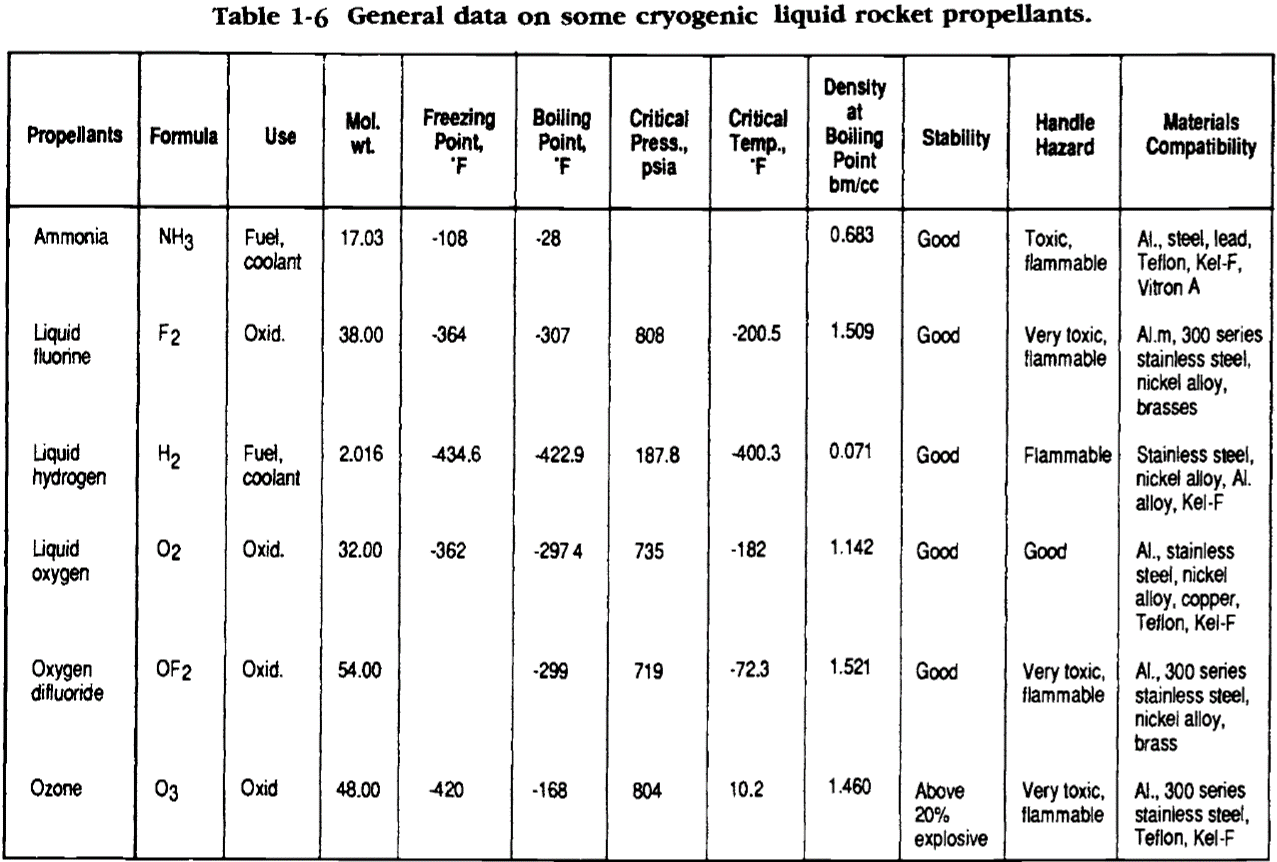 Table 1-6 General data on some cryogenic liquid rocket propellants.
Propellants Formula Use Mol. wt. Freezing Point, °F Boiling Point, °F Critical Press., psia Critical Temp., °F Density at Boiling Point bm/cc Stability Handle Hazard Materials Compatibility
Ammonia NH3 Fuel, 17.03 -108 -28 0.683 Good Toxic, Al., steel, lead,
coolant flammable Teflon, Kel-F,
Vitron A
Liquid F2 Oxid. 38.00 -364 -307 808 -200.5 1.509 Good Very toxic, Al.m, 300 series
fluorine flammable stainless steel,
nickel alloy,
brasses
Liquid H2 Fuel, 2.016 -434.6 -422.9 187.8 -400.3 0.071 Good Flammable Stainless steel,
hydrogen coolant nickel alloy, Al.
alloy, Kel-F
Liquid O2 Oxid. 32.00 -362 -297 4 735 -182 1.142 Good Good Al., stainless
oxygen steel, nickel
alloy, copper,
Teflon, Kel-F
Oxygen OF2 Oxid. 54.00 -299 719 -72.3 1.521 Good Very toxic, Al., 300 series
difluoride flammable stainless steel,
nickel alloy,
brass
Ozone O3 Oxid 48.00 -420 -168 804 10.2 1.460 Above Very toxic, Al., 300 series
20% flammable stainless steel,
explosive Teflon, Kel-F